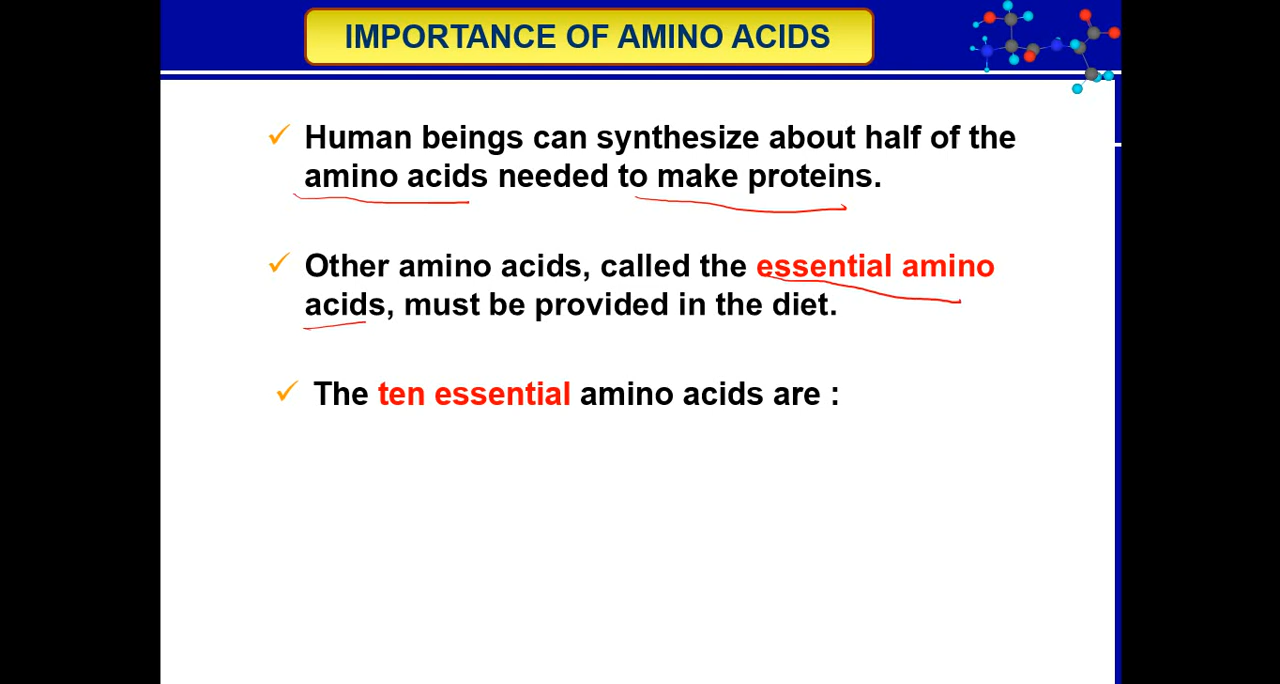 IMPORTANCE OF AMINO ACIDS
✓ Human beings can synthesize about half of the
amino acids needed to make proteins.
✓ Other amino acids, called the essential amino
acids, must be provided in the diet.
✓ The ten essential amino acids are :